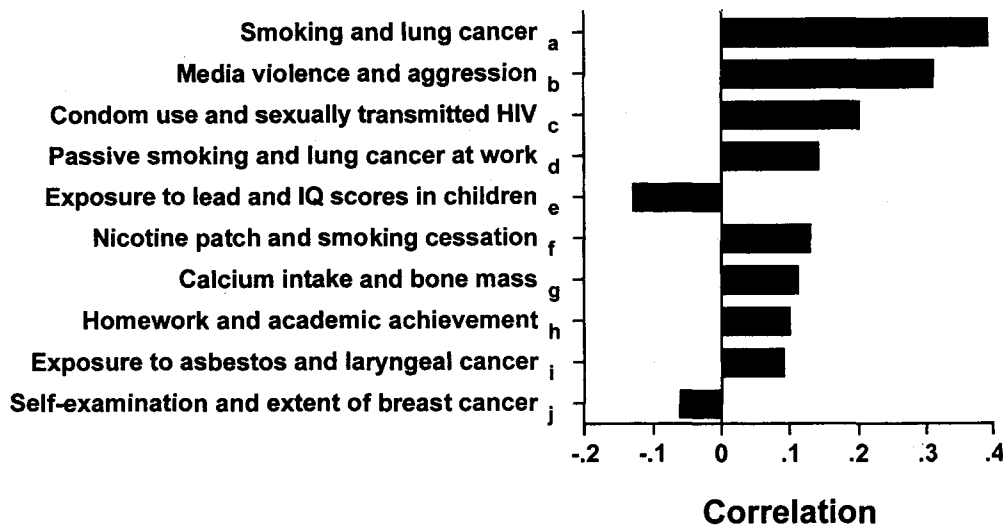 Smoking and lung cancer a
Media violence and aggression b
Condom use and sexually transmitted HIV c
Passive smoking and lung cancer at work d
Exposure to lead and IQ scores in children e
Nicotine patch and smoking cessation f
Calcium intake and bone mass g
Homework and academic achievement h
Exposure to asbestos and laryngeal cancer i
Self-examination and extent of breast cancer j
-.2 -.1 0 .1 .2 .3 .4
Correlation